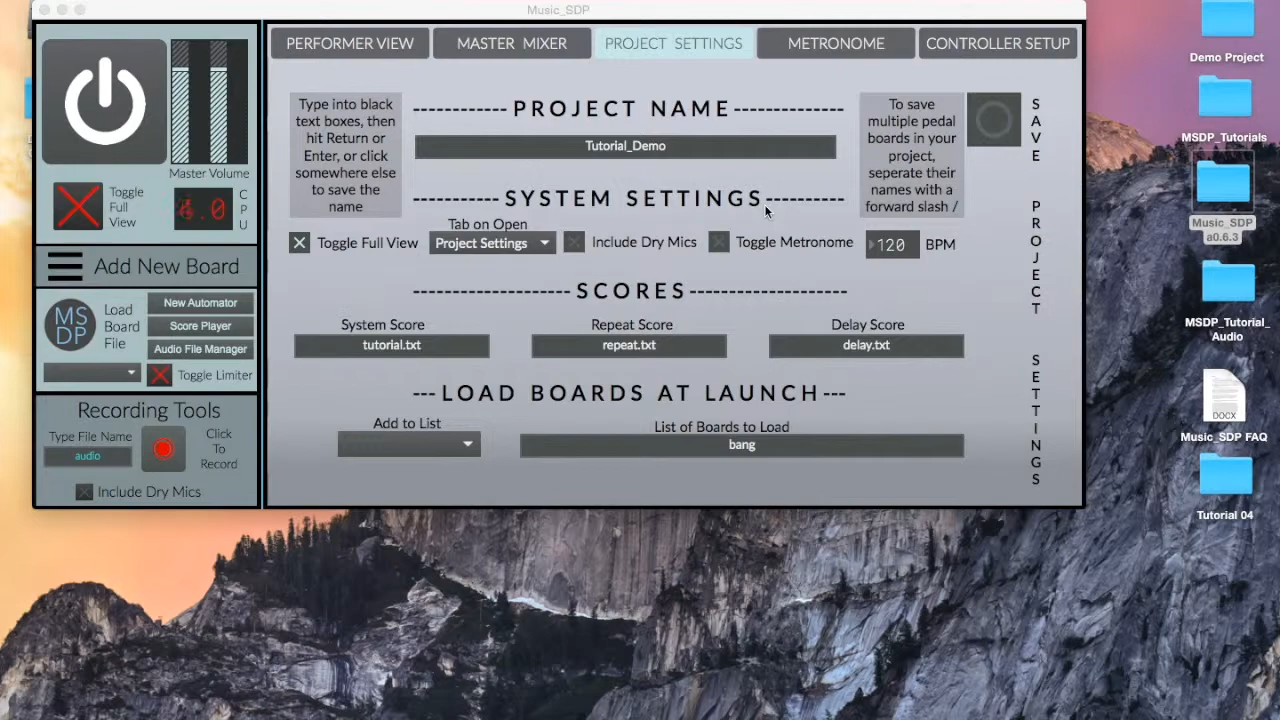 Music_SDP
PERFORMER VIEW
MASTER MIXER
PROJECT SETTINGS
METRONOME
CONTROLLER SETUP
Master Volume
Toggle
Full
View
C
P
U
Add New Board
MS
DP
Load
Board
File
New Automator
Score Player
Audio File Manager
Toggle Limiter
Recording Tools
Type File Name
audio
Click
To
Record
Include Dry Mics
Type into black
text boxes, then
hit Return or
Enter, or click
somewhere else
to save the
name
-----------PROJECT NAME-----------
Tutorial_Demo
To save
multiple pedal
boards in your
project,
seperate their
names with a
forward slash /
S
A
V
E
P
R
O
J
E
C
T
S
E
T
T
I
N
G
S
----------SYSTEM SETTINGS---------
Toggle Full View
Tab on Open
Project Settings
Include Dry Mics
Toggle Metronome
120
BPM
------------------SCORES------------------
System Score
tutorial.txt
Repeat Score
repeat.txt
Delay Score
delay.txt
---LOAD BOARDS AT LAUNCH---
Add to List
List of Boards to Load
bang
Demo Project
MSDP_Tutorials
Music_SDP
a0.6.3
MSDP_Tutorial_
Audio
DOCX
Music_SDP FAQ
Tutorial 04